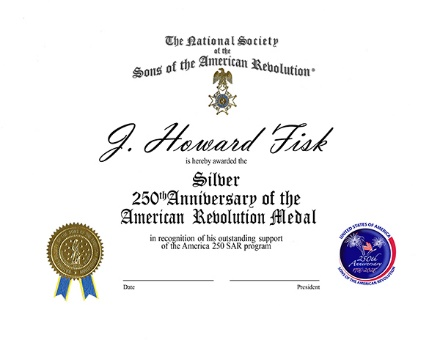 The National Society
of the
Sons of the American Revolution®
J. Howard Fisk
is hereby awarded the
Silver
250th Anniversary of the
American Revolution Medal
in recognition of his outstanding support
of the America 250 SAR program
Date
President
UNITED STATES OF AMERICA
250th
Anniversary
SONS OF THE AMERICAN REVOLUTION